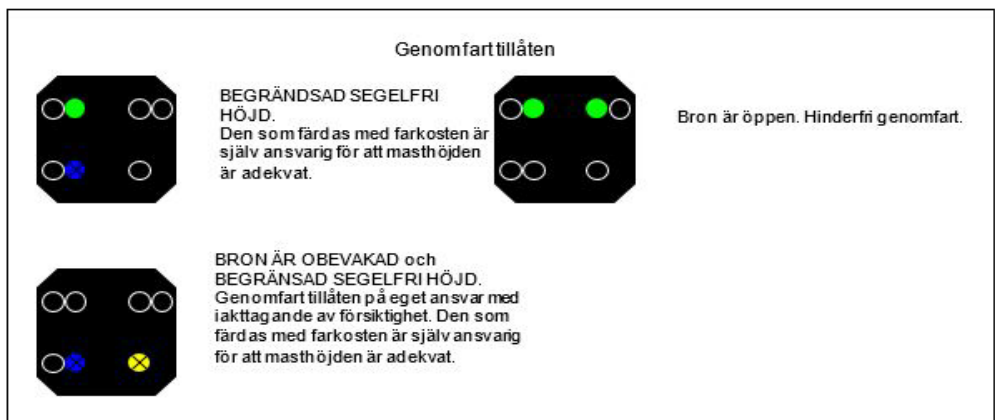 Genomfart tillåten
BEGRÄNDSAD SEGELFRI
HÖJD.
Den som färdas med farkosten är
själv ansvarig för att masthöjden
är adekvat.
Bron är öppen. Hinderfri genomfart.
BRON ÄR OBEVAKAD och
BEGRÄNSAD SEGELFRI HÖJD.
Genomfart tillåten på eget ansvar med
iakttagande av försiktighet. Den som
färdas med farkosten är själv ansvarig
för att masthöjden är adekvat.